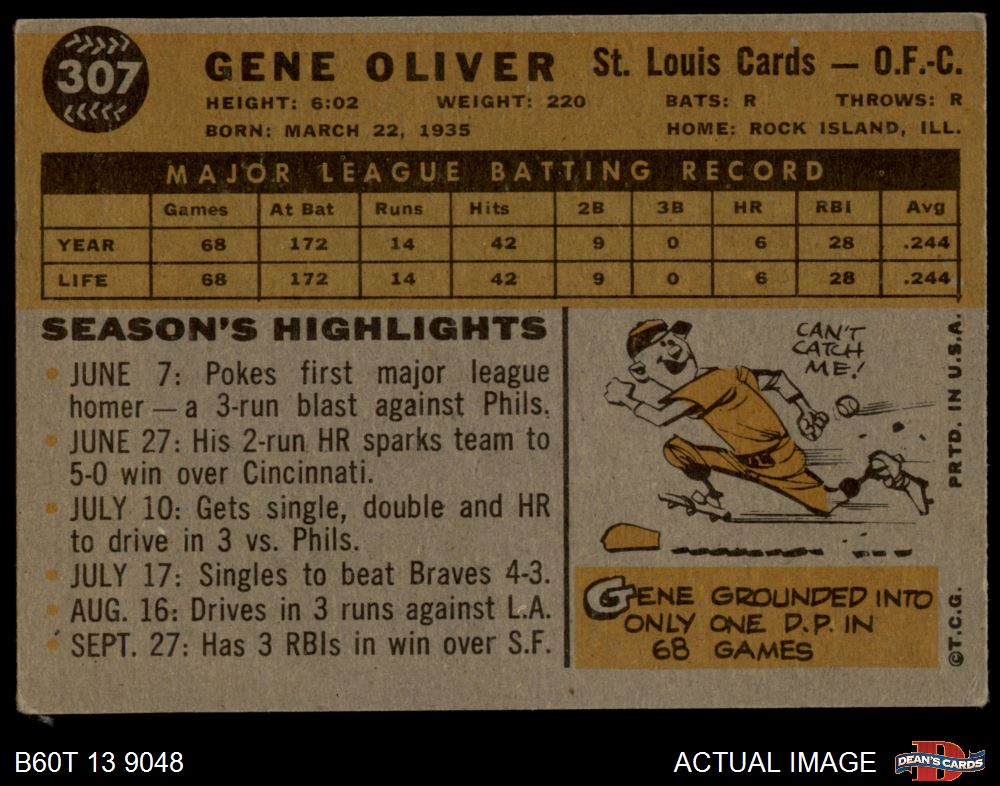 307
GENE OLIVER St. Louis Cards — O.F.-C.
HEIGHT: 6:02 WEIGHT: 220 BATS: R THROWS: R
BORN: MARCH 22, 1935 HOME: ROCK ISLAND, ILL.
MAJOR LEAGUE BATTING RECORD
Games At Bat Runs Hits 2B 3B HR RBI Avg
YEAR 68 172 14 42 9 0 6 28 .244
LIFE 68 172 14 42 9 0 6 28 .244
SEASON'S HIGHLIGHTS
JUNE 7: Pokes first major league
homer — a 3-run blast against Phils.
JUNE 27: His 2-run HR sparks team to
5-0 win over Cincinnati.
JULY 10: Gets single, double and HR
to drive in 3 vs. Phils.
JULY 17: Singles to beat Braves 4-3.
AUG. 16: Drives in 3 runs against L.A.
SEPT. 27: Has 3 RBIs in win over S.F.
CAN'T
CATCH
ME!
GENE GROUNDED INTO
ONLY ONE D.P. IN
68 GAMES
PRTD. IN U.S.A.
©T.C.G.
B60T 13 9048
ACTUAL IMAGE
D
DEAN'S CARDS